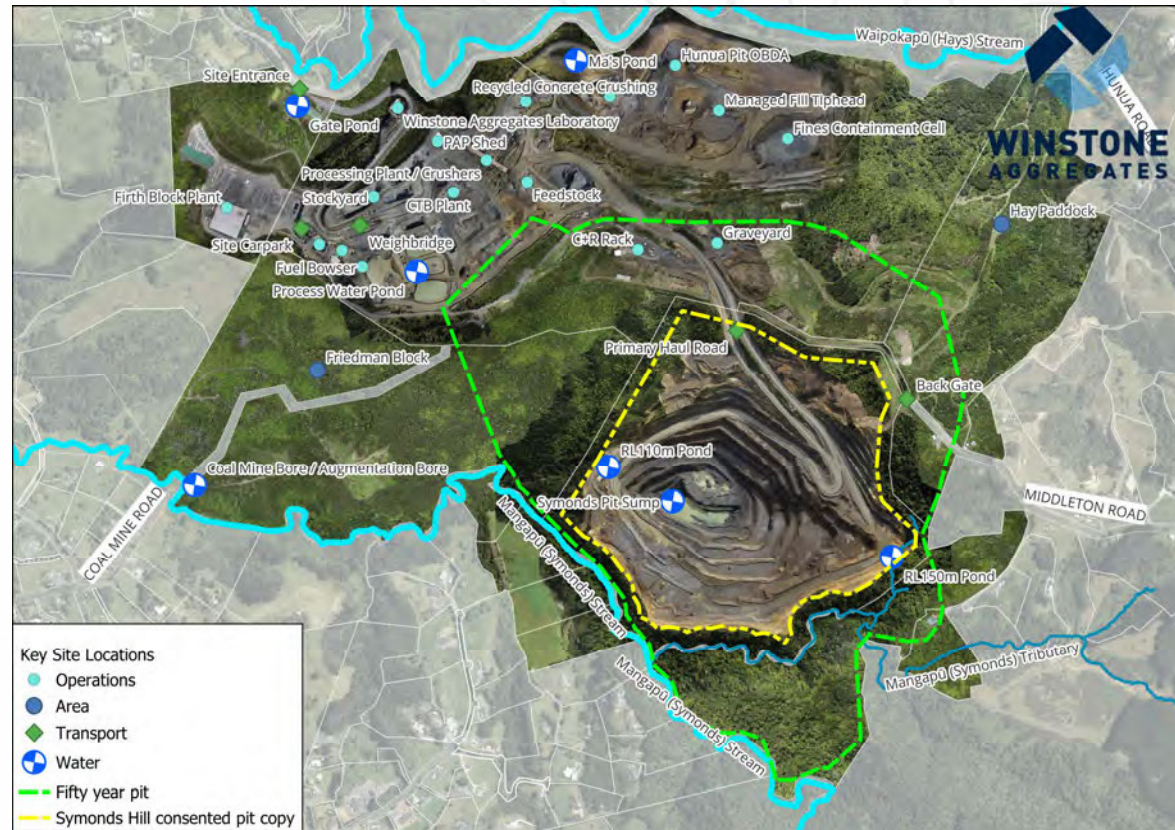 Waipokapū (Hays) Stream
HUNUA ROAD
WINSTONE
AGGREGATES
Site Entrance
Ma's Pond
Hunua Pit OBDA
Recycled Concrete Crushing
Managed Fill Tiphead
Gate Pond
Winstone Aggregates Laboratory
Fines Containment Cell
PAP Shed
Processing Plant / Crushers
Feedstock
Stockyard
CTB Plant
Firth Block Plant
Hay Paddock
Site Carpark
Weighbridge
C+R Rack
Graveyard
Fuel Bowser
Process Water Pond
Primary Haul Road
Friedman Block
Back Gate
RL110m Pond
Coal Mine Bore / Augmentation Bore
Symonds Pit Sump
MIDDLETON ROAD
COAL MINE ROAD
Mangapū (Symonds) Stream
RL150m Pond
Mangapū (Symonds) Tributary
Mangapū (Symonds) Stream
Key Site Locations
Operations
Area
Transport
Water
Fifty year pit
Symonds Hill consented pit copy